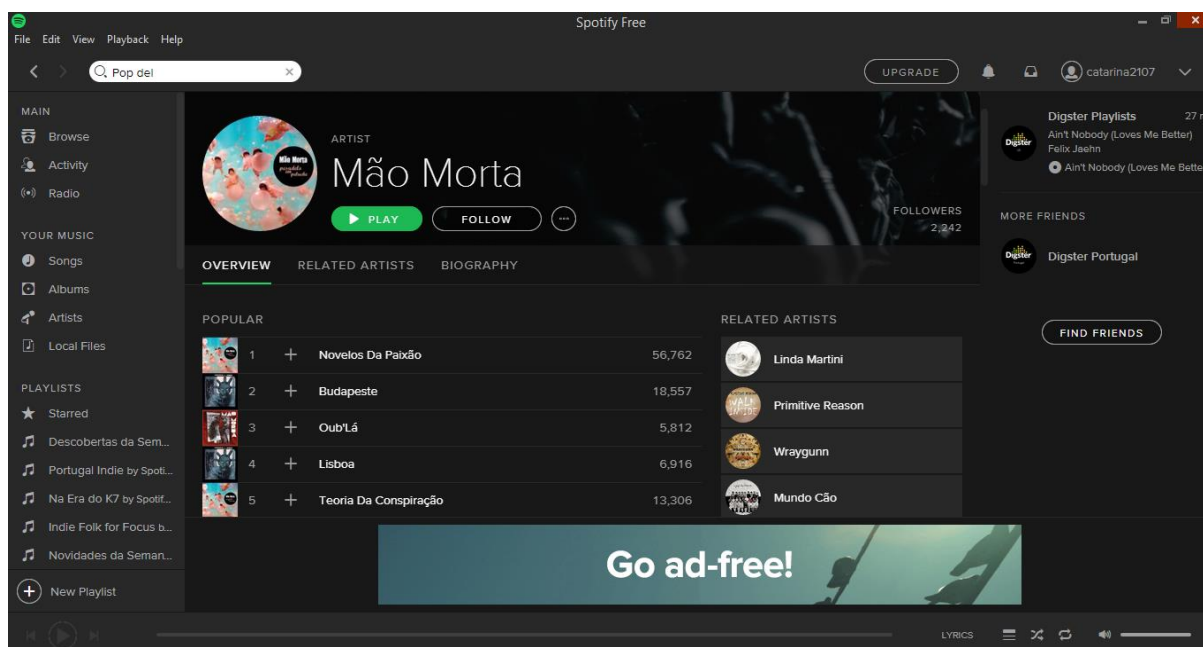 Spotify Free
File Edit View Playback Help
Pop del
UPGRADE
catarina2107
MAIN
Browse
Activity
Radio
YOUR MUSIC
Songs
Albums
Artists
Local Files
PLAYLISTS
Starred
Descobertas da Sem...
Portugal Indie by Spoti...
Na Era do K7 by Spotif...
Indie Folk for Focus b...
Novidades da Seman...
New Playlist
Mão Morta
ARTIST
Mão Morta
PLAY FOLLOW
FOLLOWERS
2,242
OVERVIEW RELATED ARTISTS BIOGRAPHY
POPULAR
1 Novelos Da Paixão 56,762
2 Budapeste 18,557
3 Oub'Lá 5,812
4 Lisboa 6,916
5 Teoria Da Conspiração 13,306
RELATED ARTISTS
Linda Martini
Primitive Reason
Wraygunn
Mundo Cão
Digster
Digster Playlists 27
Ain't Nobody (Loves Me Better)
Felix Jaehn
Ain't Nobody (Loves Me Bette
MORE FRIENDS
Digster
Digster Portugal
FIND FRIENDS
Go ad-free!
LYRICS